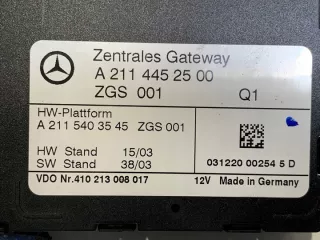 Zentrales Gateway
A 211 445 25 00
ZGS 001 Q1
HW-Plattform
A 211 540 35 45 ZGS 001
HW Stand 15/03
SW Stand 38/03
031220 00254 5 D
VDO Nr.410 213 008 017 12V Made in Germany